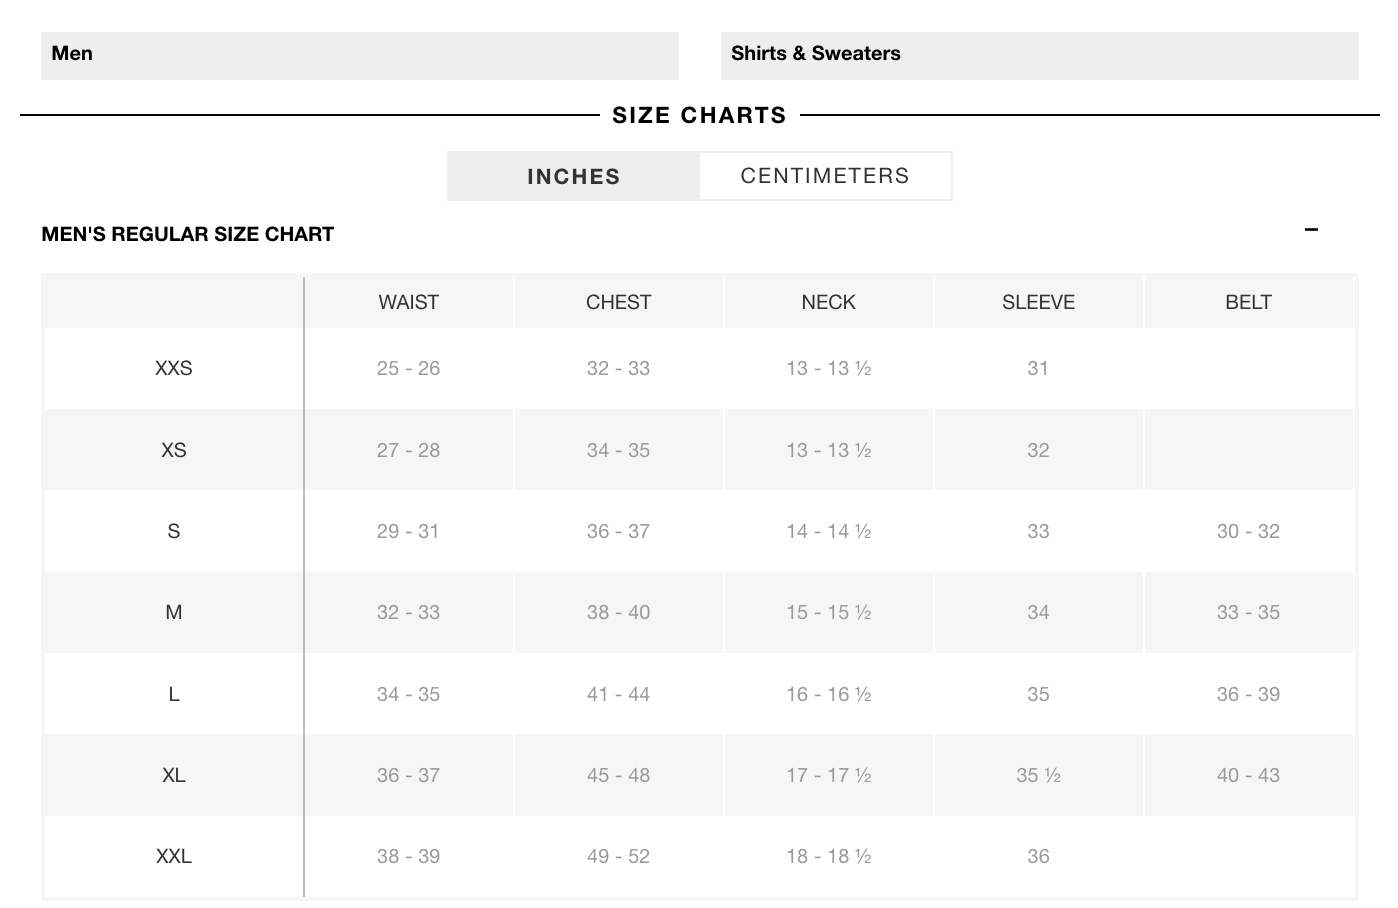 Men
Shirts & Sweaters
SIZE CHARTS
INCHES CENTIMETERS
MEN'S REGULAR SIZE CHART
WAIST CHEST NECK SLEEVE BELT
XXS 25 - 26 32 - 33 13 - 13 ½ 31
XS 27 - 28 34 - 35 13 - 13 ½ 32
S 29 - 31 36 - 37 14 - 14 ½ 33 30 - 32
M 32 - 33 38 - 40 15 - 15 ½ 34 33 - 35
L 34 - 35 41 - 44 16 - 16 ½ 35 36 - 39
XL 36 - 37 45 - 48 17 - 17 ½ 35 ½ 40 - 43
XXL 38 - 39 49 - 52 18 - 18 ½ 36